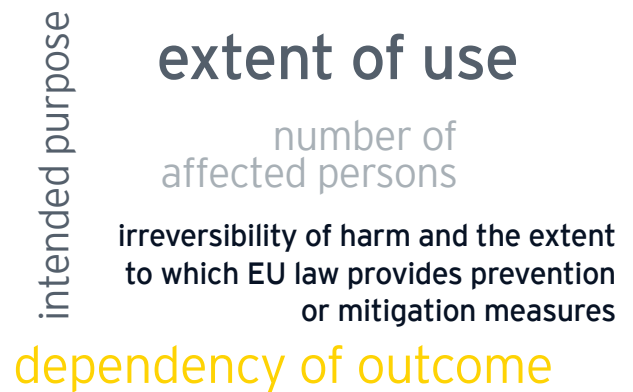 intended purpose
extent of use
number of
affected persons
irreversibility of harm and the extent
to which EU law provides prevention
or mitigation measures
dependency of outcome